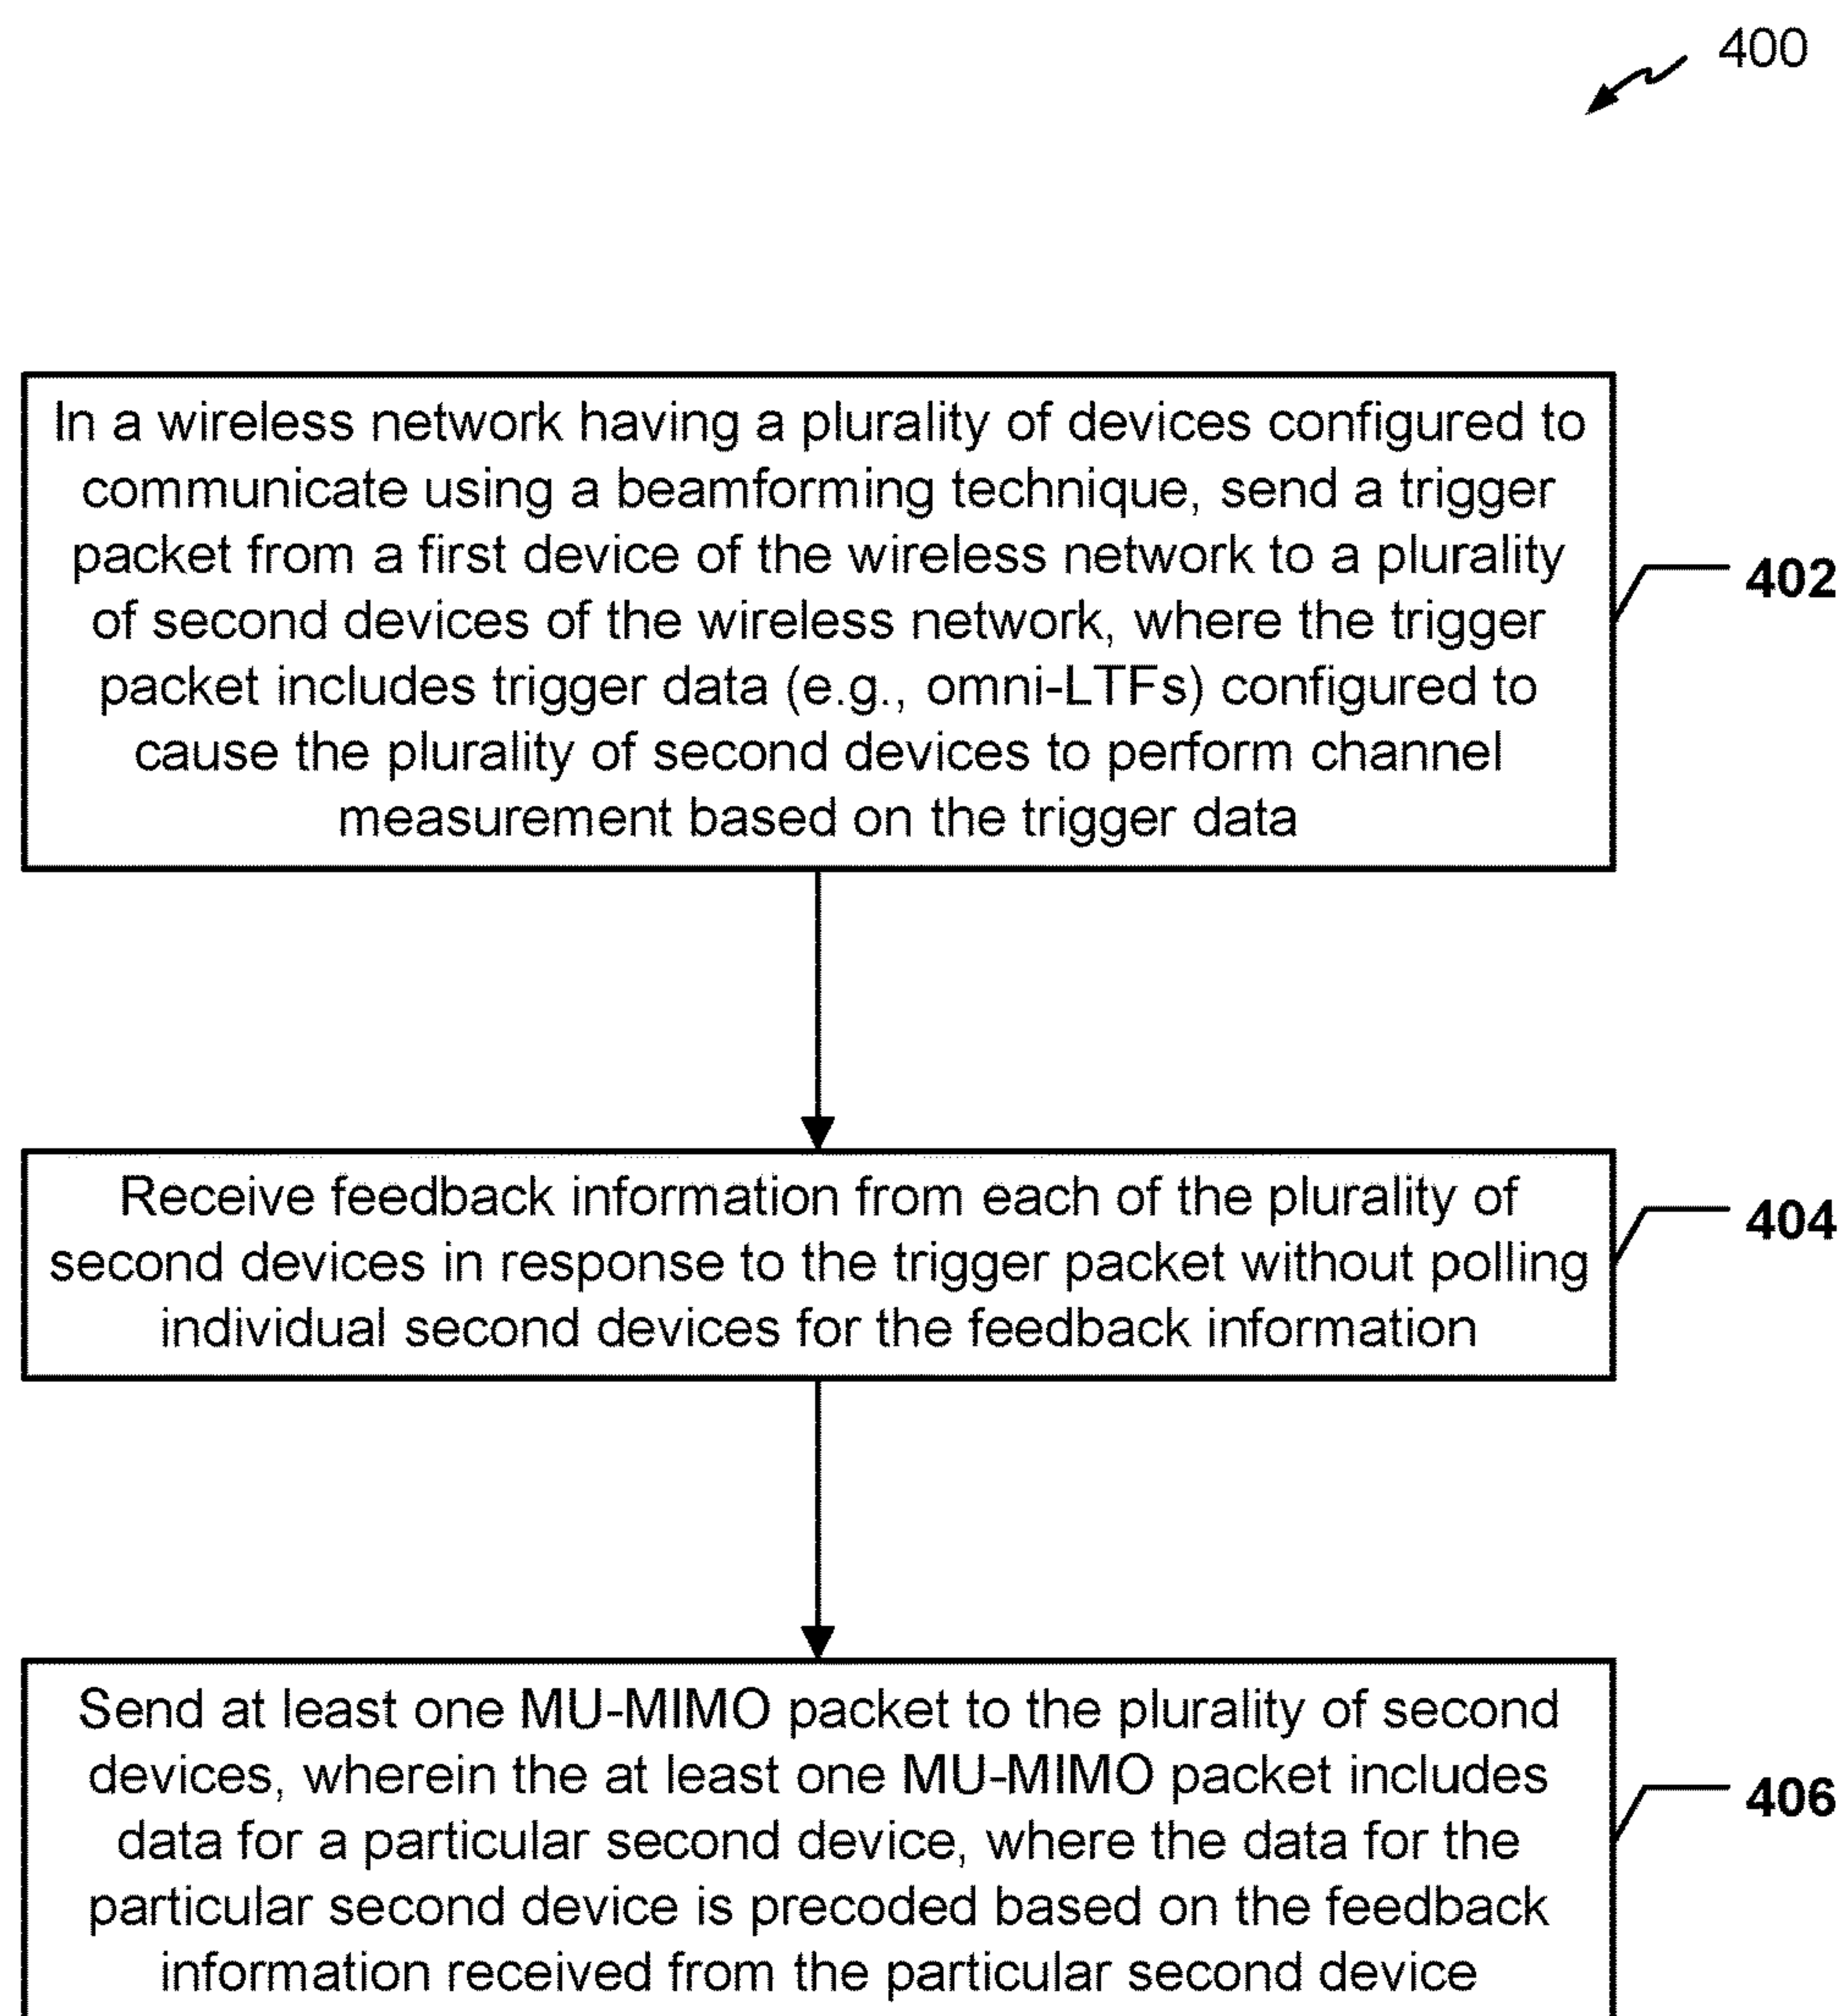 400
In a wireless network having a plurality of devices configured to
communicate using a beamforming technique, send a trigger
packet from a first device of the wireless network to a plurality
of second devices of the wireless network, where the trigger
packet includes trigger data (e.g., omni-LTFs) configured to
cause the plurality of second devices to perform channel
measurement based on the trigger data
402
Receive feedback information from each of the plurality of
second devices in response to the trigger packet without polling
individual second devices for the feedback information
404
Send at least one MU-MIMO packet to the plurality of second
devices, wherein the at least one MU-MIMO packet includes
data for a particular second device, where the data for the
particular second device is precoded based on the feedback
information received from the particular second device
406